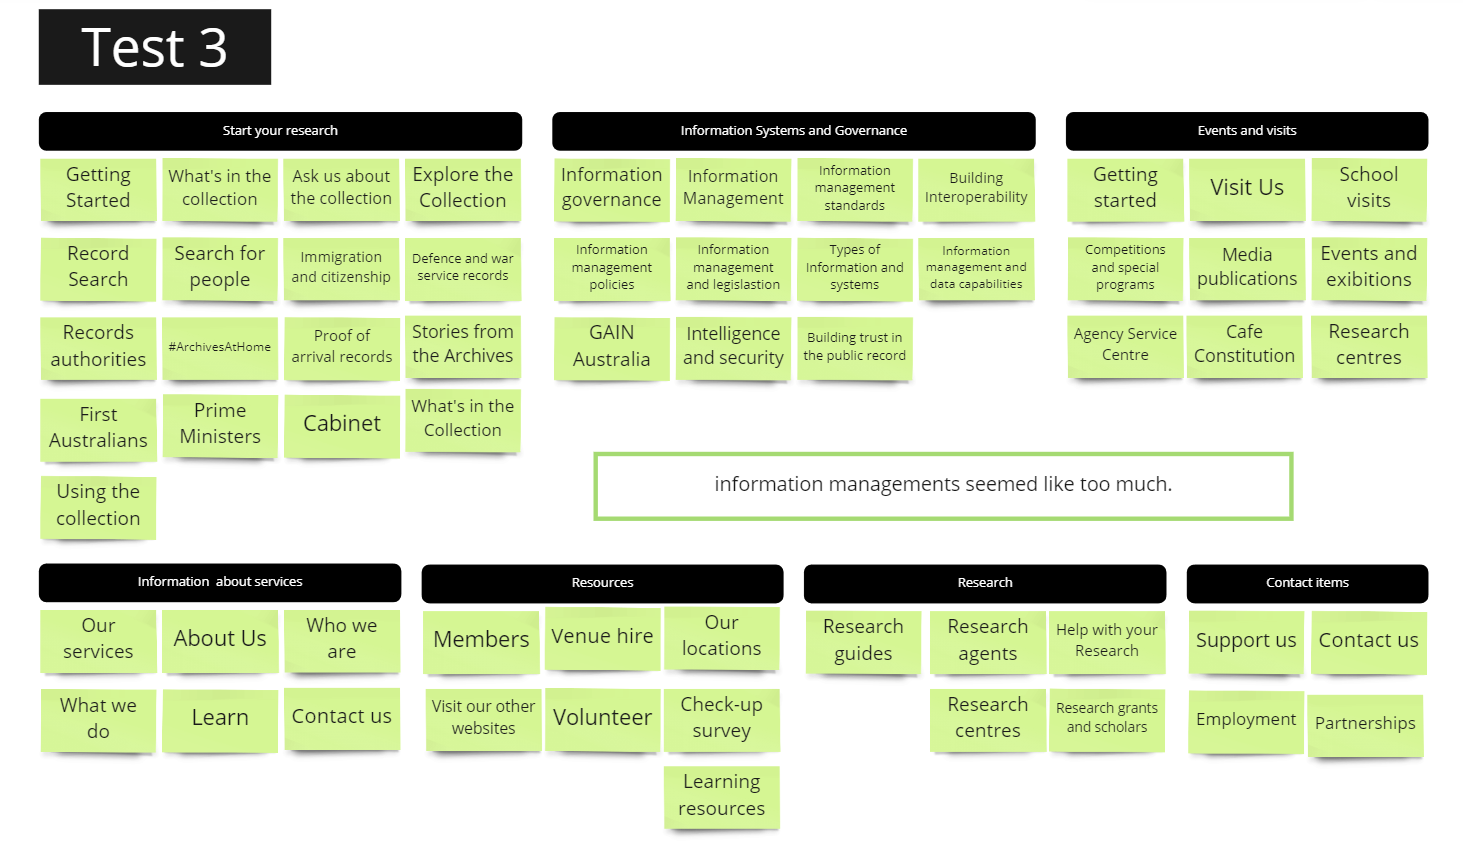 Test 3
Start your research
Getting
Started
What's in the
collection
Ask us about
the collection
Explore the
Collection
Record
Search
Search for
people
Immigration
and citizenship
Defence and war
service records
Records
authorities
#ArchivesAtHome
Proof of
arrival records
Stories from
the Archives
First
Australians
Prime
Ministers
Cabinet
What's in the
Collection
Using the
collection
Information Systems and Governance
Information
governance
Information
Management
Information
management
standards
Building
Interoperability
Information
management
policies
Information
management
and legislastion
Types of
Information and
systems
Information
management and
data capabilities
GAIN
Australia
Intelligence
and security
Building trust in
the public record
Events and visits
Getting
started
Visit Us
School
visits
Competitions
and special
programs
Media
publications
Events and
exibitions
Agency Service
Centre
Cafe
Constitution
Research
centres
information managements seemed like too much.
Information about services
Our
services
About Us
Who we
are
What we
do
Learn
Contact us
Resources
Members
Venue hire
Our
locations
Visit our other
websites
Volunteer
Check-up
survey
Learning
resources
Research
Research
guides
Research
agents
Help with your
Research
Research
centres
Research grants
and scholars
Contact items
Support us
Contact us
Employment
Partnerships